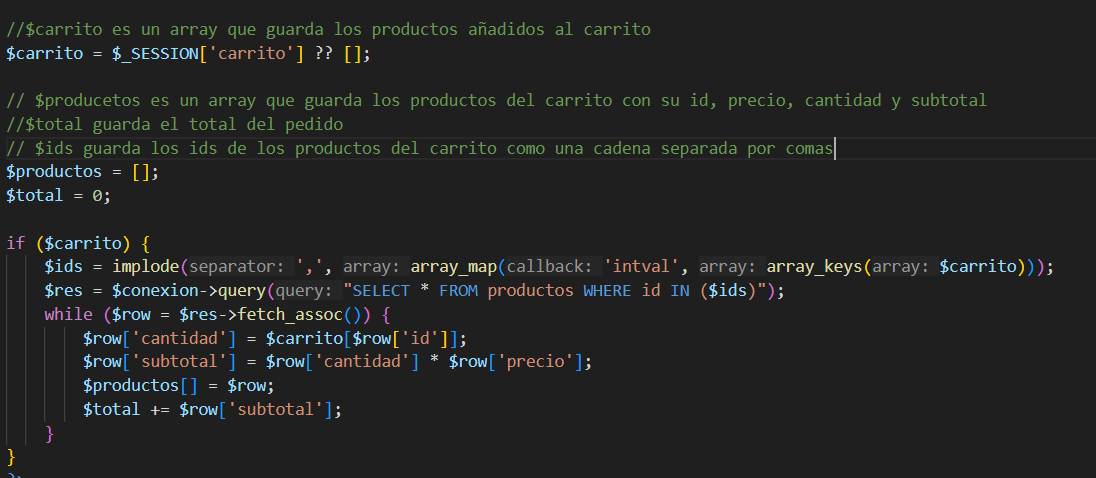 //$carrito es un array que guarda los productos añadidos al carrito
$carrito = $_SESSION['carrito'] ?? [];
// $producetos es un array que guarda los productos del carrito con su id, precio, cantidad y subtotal
//$total guarda el total del pedido
// $ids guarda los ids de los productos del carrito como una cadena separada por comas
$productos = [];
$total = 0;
if ($carrito) {
$ids = implode(separator: ',', array: array_map(callback: 'intval', array: array_keys(array: $carrito)));
$res = $conexion->query(query: "SELECT * FROM productos WHERE id IN ($ids)");
while ($row = $res->fetch_assoc()) {
$row['cantidad'] = $carrito[$row['id']];
$row['subtotal'] = $row['cantidad'] * $row['precio'];
$productos[] = $row;
$total += $row['subtotal'];
}
}